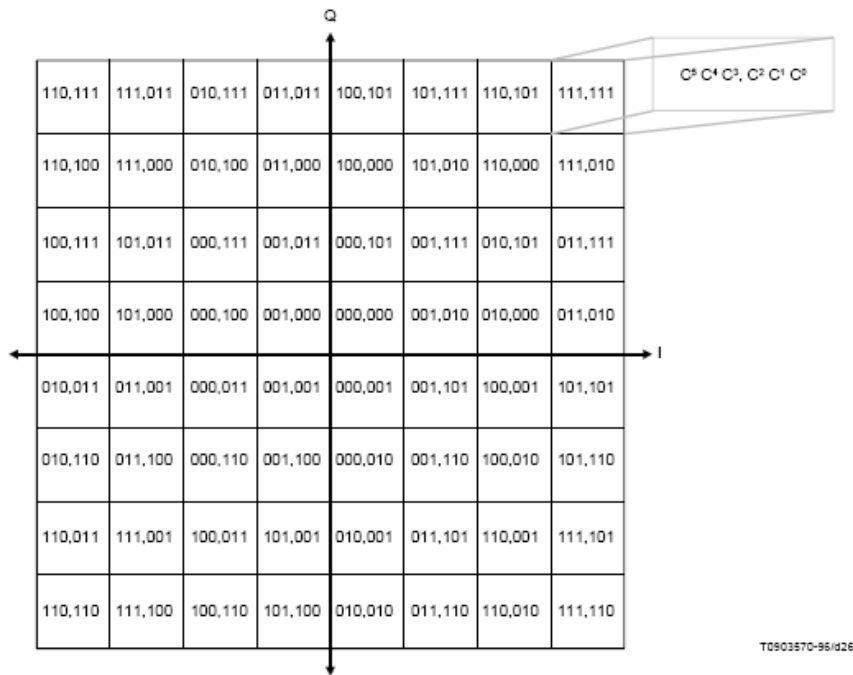 Q
C⁵ C⁴ C³, C² C¹ C⁰
110,111 111,011 010,111 011,011 100,101 101,111 110,101 111,111
110,100 111,000 010,100 011,000 100,000 101,010 110,000 111,010
100,111 101,011 000,111 001,011 000,101 001,111 010,101 011,111
100,100 101,000 000,100 001,000 000,000 001,010 010,000 011,010
I
010,011 011,001 000,011 001,001 000,001 001,101 100,001 101,101
010,110 011,100 000,110 001,100 000,010 001,110 100,010 101,110
110,011 111,001 100,011 101,001 010,001 011,101 110,001 111,101
110,110 111,100 100,110 101,100 010,010 011,110 110,010 111,110
T0903570-96/d26